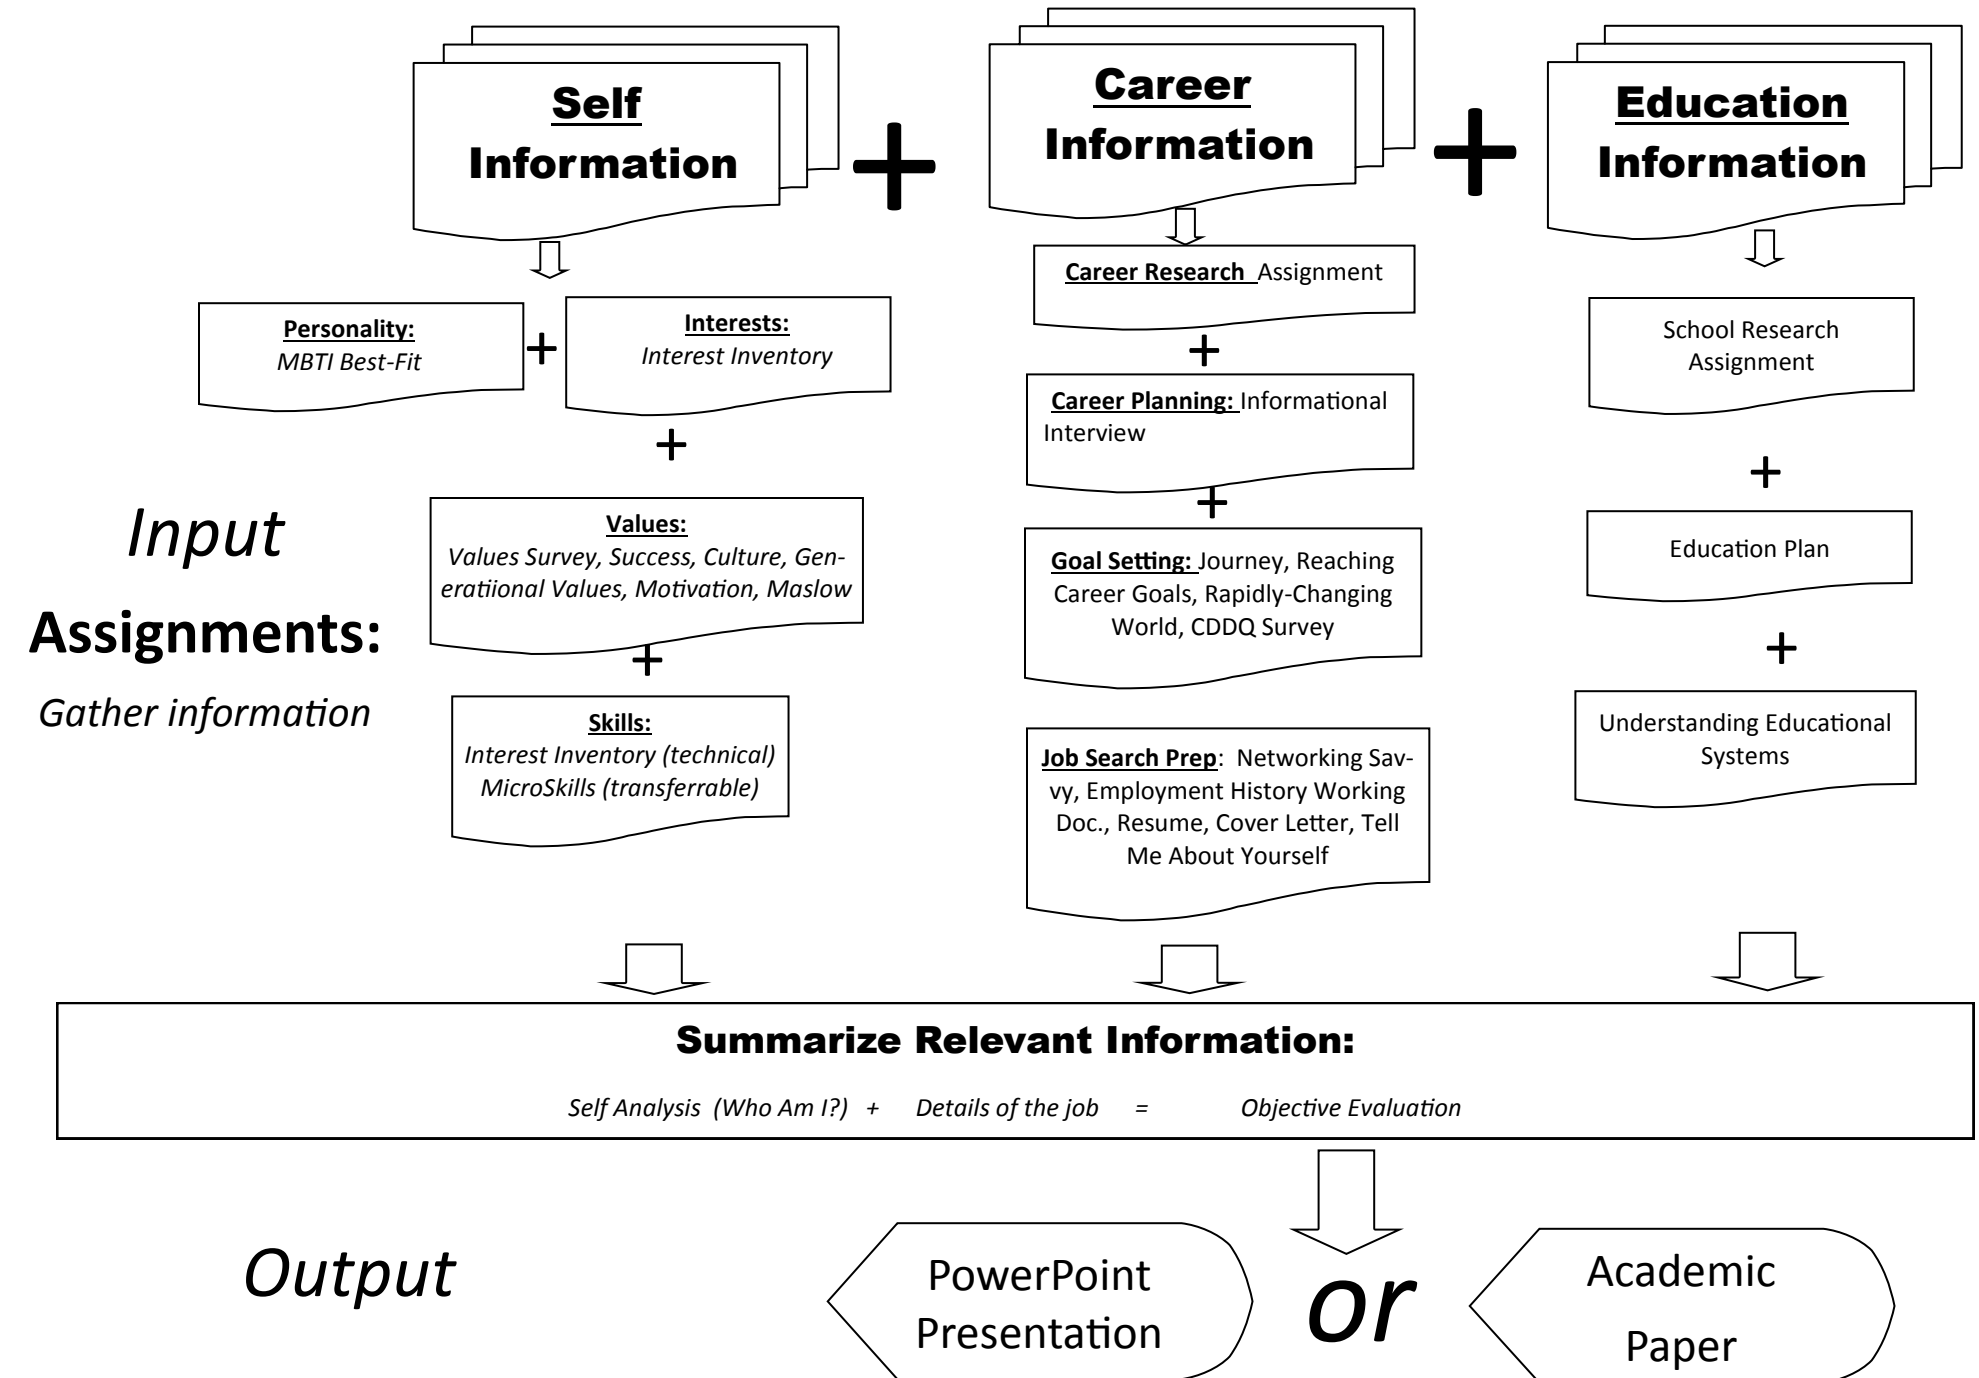 Self
Information
+
Career
Information
+
Education
Information
Personality:
MBTI Best-Fit
+
Interests:
Interest Inventory
+
Values:
Values Survey, Success, Culture, Gen-
eratiional Values, Motivation, Maslow
+
Skills:
Interest Inventory (technical)
MicroSkills (transferrable)
Career Research Assignment
+
Career Planning: Informational
Interview
+
Goal Setting: Journey, Reaching
Career Goals, Rapidly-Changing
World, CDDQ Survey
Job Search Prep: Networking Sav-
vy, Employment History Working
Doc., Resume, Cover Letter, Tell
Me About Yourself
School Research
Assignment
+
Education Plan
+
Understanding Educational
Systems
Input
Assignments:
Gather information
Summarize Relevant Information:
Self Analysis (Who Am I?) + Details of the job = Objective Evaluation
Output
PowerPoint
Presentation
or
Academic
Paper